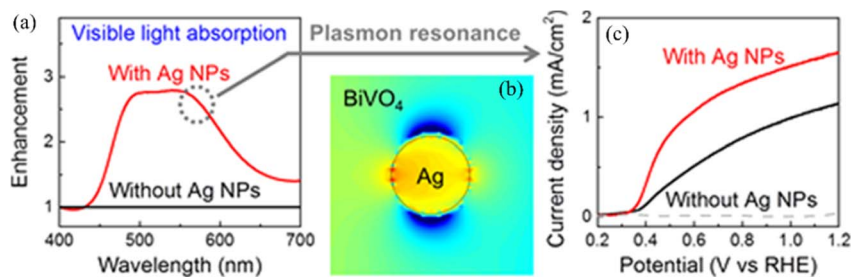 (a)
Visible light absorption
With Ag NPs
Without Ag NPs
Enhancement
3
2
1
400
500
600
700
Wavelength (nm)
Plasmon resonance
(b)
BiVO4
Ag
(c)
With Ag NPs
Without Ag NPs
Current density (mA/cm²)
2
1
0
0.2
0.4
0.6
0.8
1.0
1.2
Potential (V vs RHE)